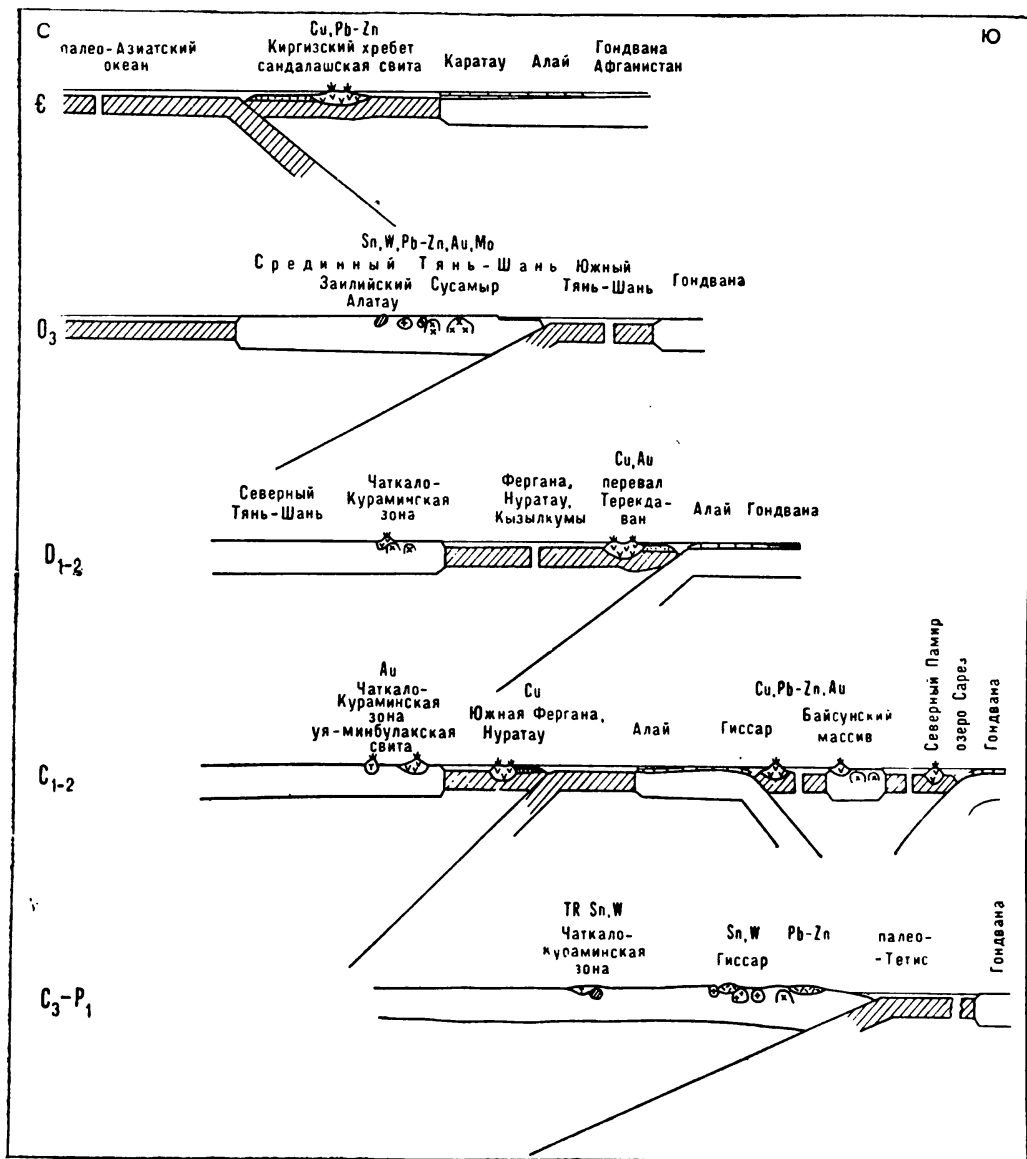 С
Ю
палео-Азиатский
океан
Cu,Pb-Zn
Киргизский хребет
сандалашская свита
Каратау
Алай
Гондвана
Афганистан
Є
Sn,W,Pb-Zn,Au,Mo
Срединный Тянь-Шань
Заилийский
Алатау
Сусамыр
Южный
Тянь-Шань
Гондвана
O3
Северный
Тянь-Шань
Чаткало-
Кураминская
зона
Фергана,
Нуратау,
Кызылкумы
Cu,Au
перевал
Терекда-
ван
Алай
Гондвана
D1-2
Au
Чаткало-
Кураминская
зона
уя-минбулакская
свита
Cu
Южная Фергана,
Нуратау
Алай
Cu,Pb-Zn,Au
Гиссар
Байсунский
массив
Северный Памир
озеро Сарез
Гондвана
C1-2
TR Sn,W
Чаткало-
кураминская
зона
Sn,W
Гиссар
Pb-Zn
палео-
-Тетис
Гондвана
C3-P1